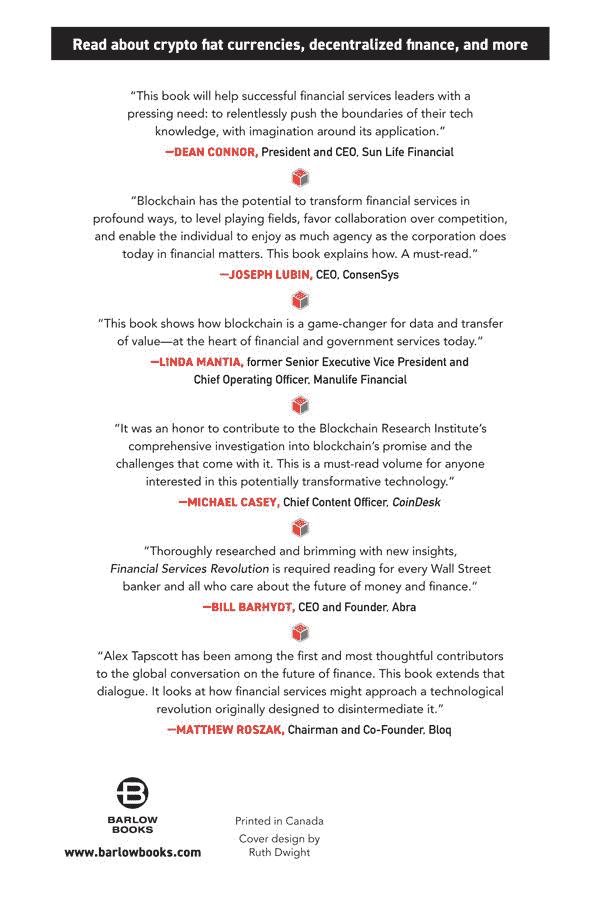 Read about crypto fiat currencies, decentralized finance, and more
“This book will help successful financial services leaders with a
pressing need: to relentlessly push the boundaries of their tech
knowledge, with imagination around its application.”
—DEAN CONNOR, President and CEO, Sun Life Financial
“Blockchain has the potential to transform financial services in
profound ways, to level playing fields, favor collaboration over competition,
and enable the individual to enjoy as much agency as the corporation does
today in financial matters. This book explains how. A must-read.”
—JOSEPH LUBIN, CEO, ConsenSys
“This book shows how blockchain is a game-changer for data and transfer
of value—at the heart of financial and government services today.”
—LINDA MANTIA, former Senior Executive Vice President and
Chief Operating Officer, Manulife Financial
“It was an honor to contribute to the Blockchain Research Institute’s
comprehensive investigation into blockchain’s promise and the
challenges that come with it. This is a must-read volume for anyone
interested in this potentially transformative technology.”
—MICHAEL CASEY, Chief Content Officer, CoinDesk
“Thoroughly researched and brimming with new insights,
Financial Services Revolution is required reading for every Wall Street
banker and all who care about the future of money and finance.”
—BILL BARHYDT, CEO and Founder, Abra
“Alex Tapscott has been among the first and most thoughtful contributors
to the global conversation on the future of finance. This book extends that
dialogue. It looks at how financial services might approach a technological
revolution originally designed to disintermediate it.”
—MATTHEW ROSZAK, Chairman and Co-Founder, Bloq
B
BARLOW
BOOKS
www.barlowbooks.com
Printed in Canada
Cover design by
Ruth Dwight